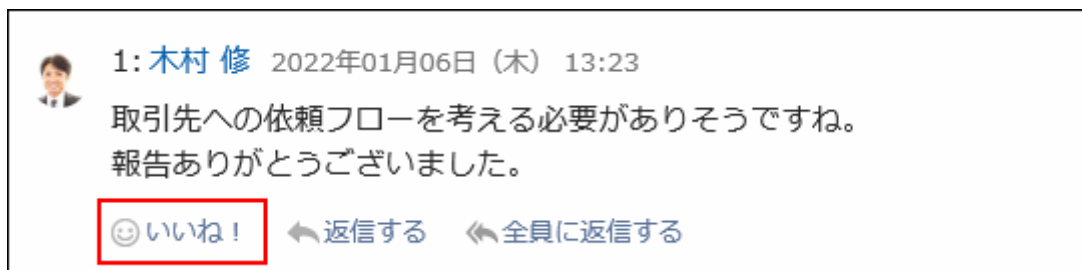 1: 木村 修 2022年01月06日（木） 13:23
取引先への依頼フローを考える必要がありそうですね。
報告ありがとうございました。
いいね！ 返信する 全員に返信する